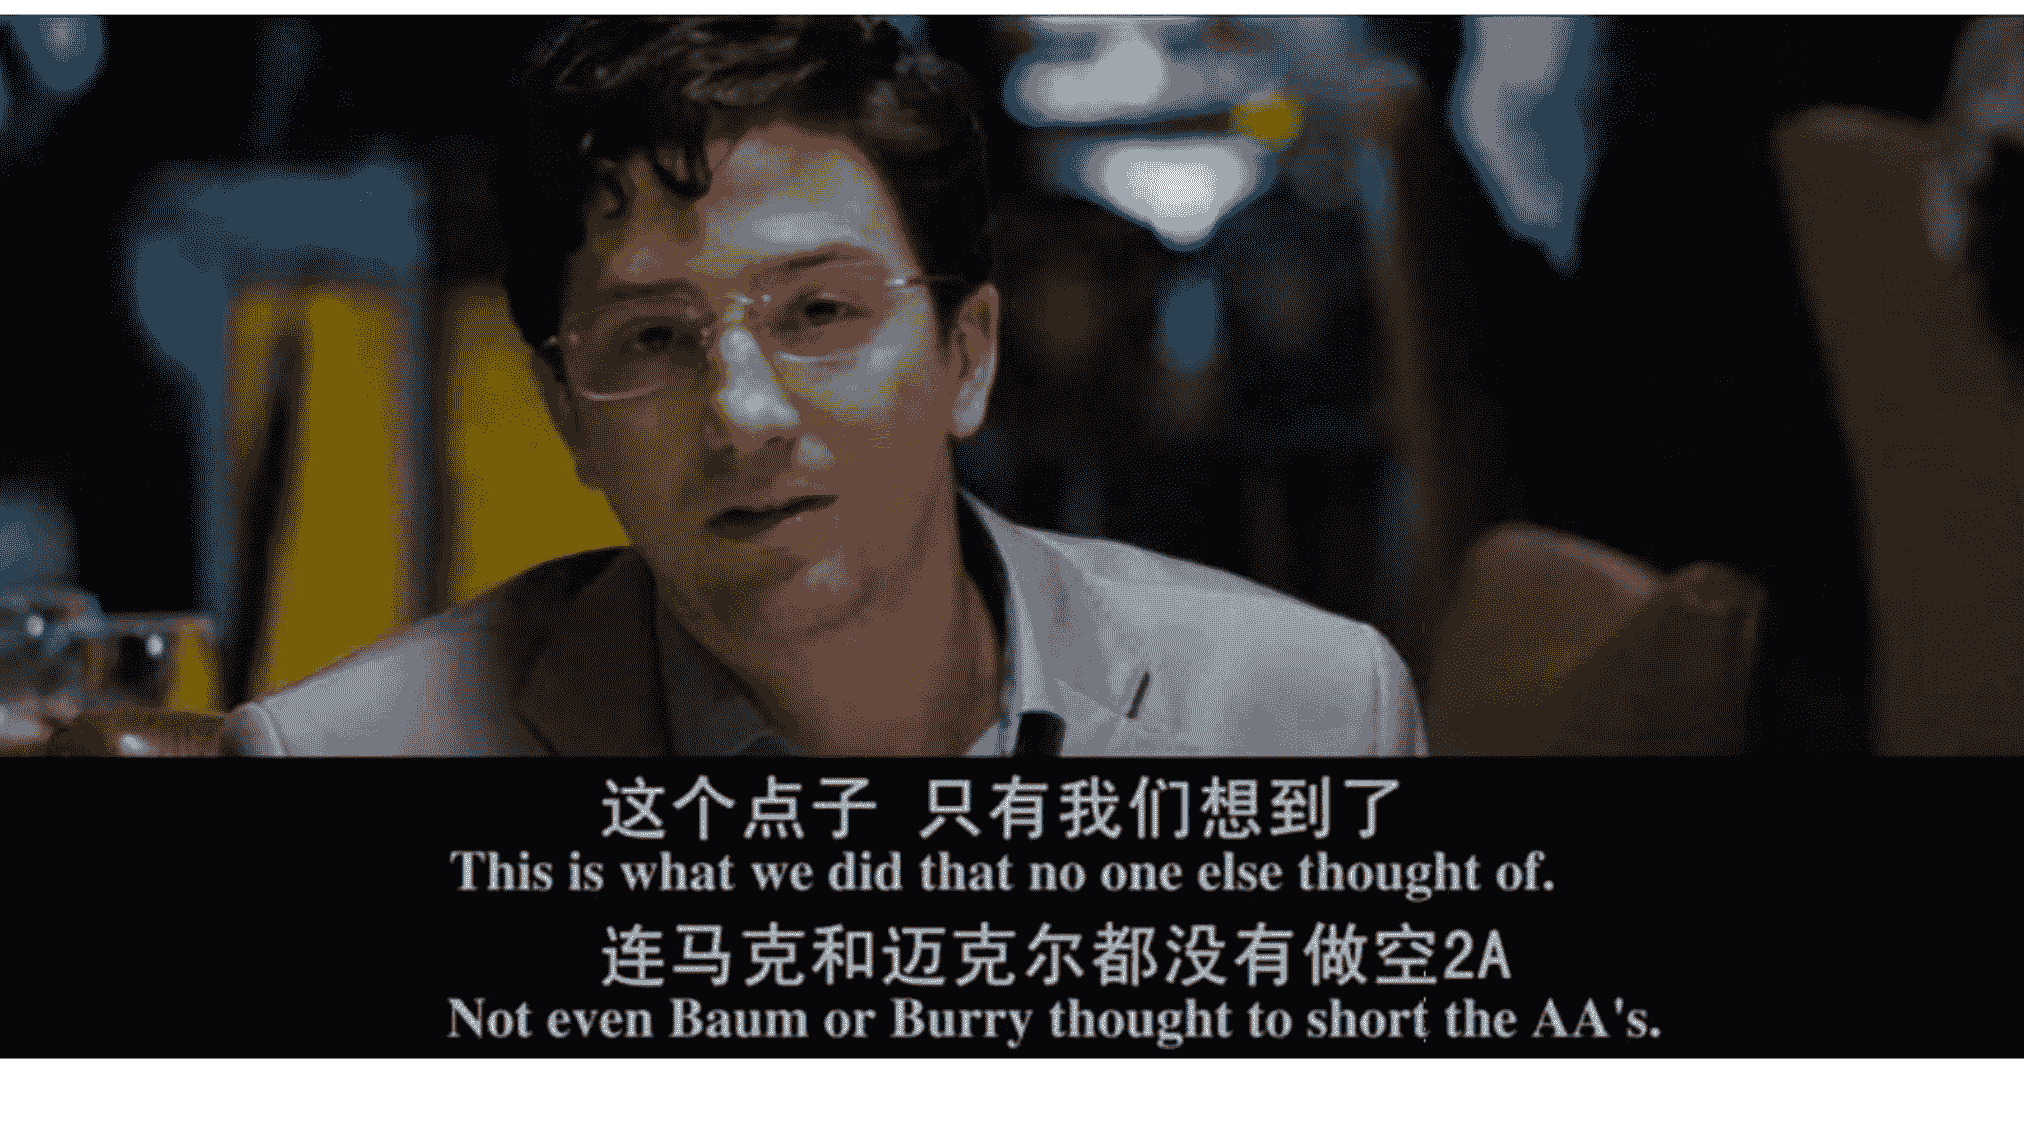 这个点子 只有我们想到了
This is what we did that no one else thought of.
连马克和迈克尔都没有做空2A
Not even Baum or Burry thought to short the AA's.